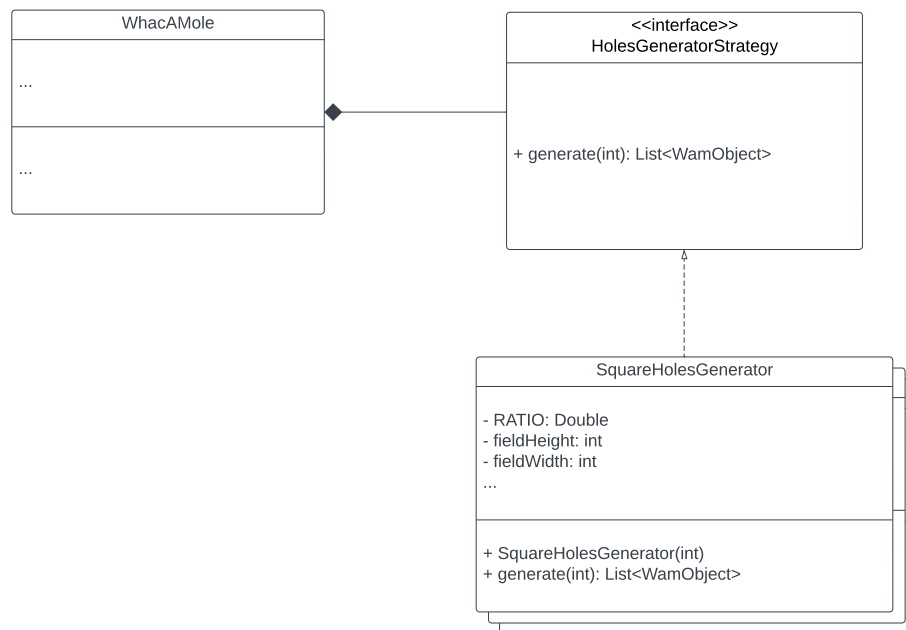 WhacAMole
...
...
<<interface>>
HolesGeneratorStrategy
+ generate(int): List<WamObject>
SquareHolesGenerator
- RATIO: Double
- fieldHeight: int
- fieldWidth: int
...
+ SquareHolesGenerator(int)
+ generate(int): List<WamObject>